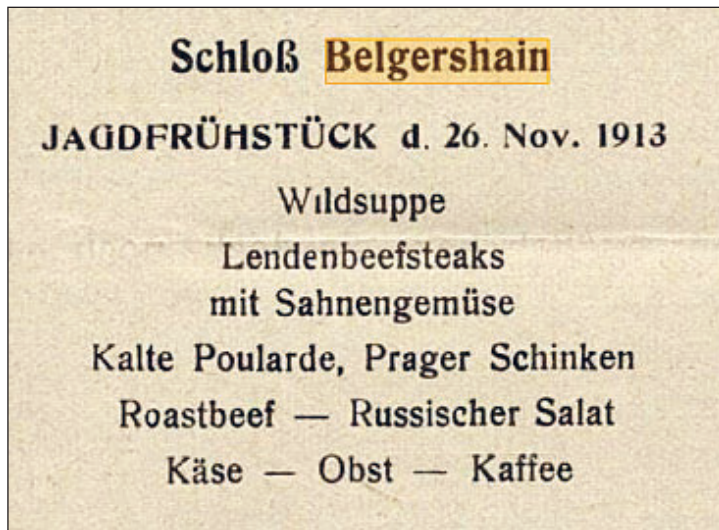 Schloß Belgershain
JAGDFRÜHSTÜCK d. 26. Nov. 1913
Wildsuppe
Lendenbeefsteaks
mit Sahnengemüse
Kalte Poularde, Prager Schinken
Roastbeef — Russischer Salat
Käse — Obst — Kaffee